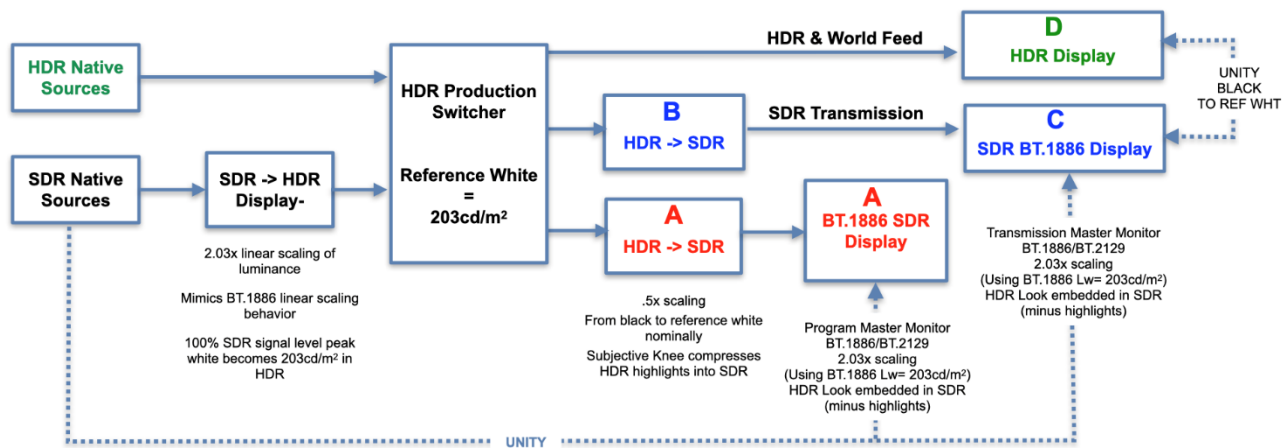 HDR Native
Sources
SDR Native
Sources
SDR -> HDR
Display-
2.03x linear scaling of
luminance
Mimics BT.1886 linear scaling
behavior
100% SDR signal level peak
white becomes 203cd/m² in
HDR
HDR Production
Switcher
Reference White
=
203cd/m²
HDR & World Feed
D
HDR Display
UNITY
BLACK
TO REF WHT
B
HDR -> SDR
SDR Transmission
C
SDR BT.1886 Display
A
HDR -> SDR
A
BT.1886 SDR
Display
.5x scaling
From black to reference white
nominally
Subjective Knee compresses
HDR highlights into SDR
Program Master Monitor
BT.1886/BT.2129
2.03x scaling
(Using BT.1886 Lw= 203cd/m²)
HDR Look embedded in SDR
(minus highlights)
Transmission Master Monitor
BT.1886/BT.2129
2.03x scaling
(Using BT.1886 Lw= 203cd/m²)
HDR Look embedded in SDR
(minus highlights)
UNITY